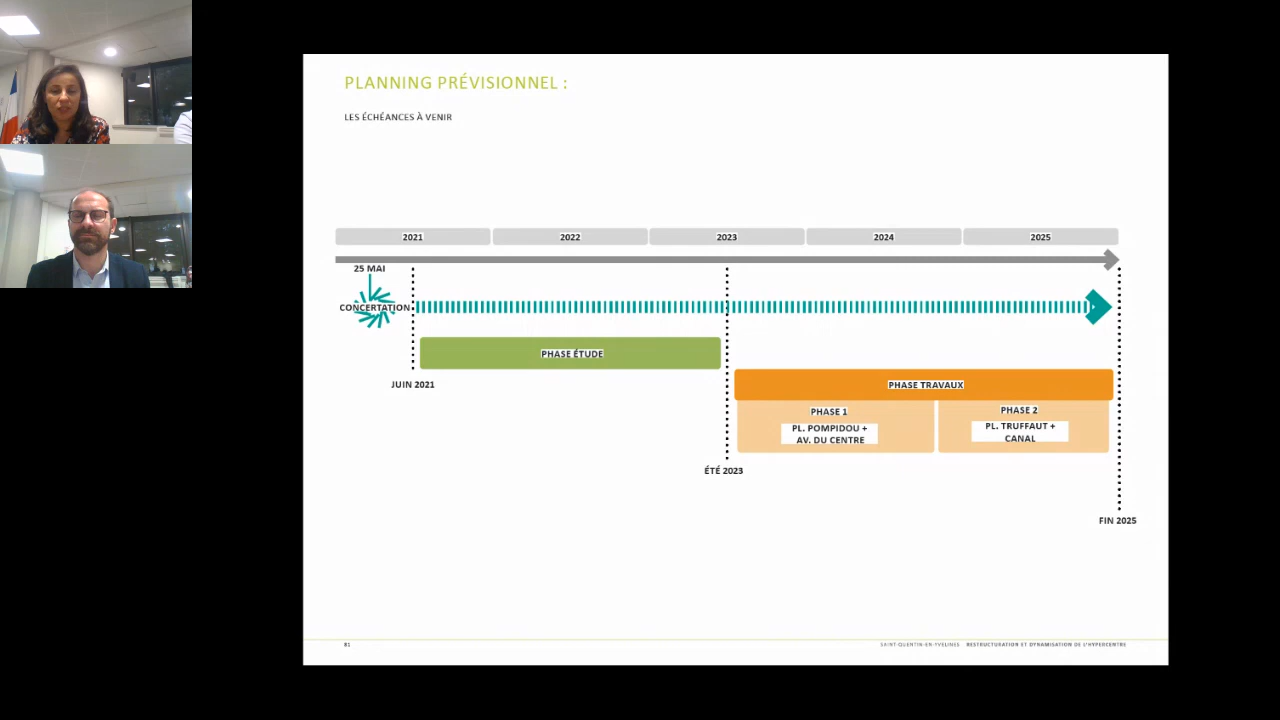 PLANNING PRÉVISIONNEL :
LES ÉCHÉANCES À VENIR
2021 2022 2023 2024 2025
25 MAI
CONCERTATION
PHASE ÉTUDE
JUIN 2021
PHASE TRAVAUX
PHASE 1
PL. POMPIDOU +
AV. DU CENTRE
PHASE 2
PL. TRUFFAUT +
CANAL
ÉTÉ 2023
FIN 2025
81
SAINT-QUENTIN-EN-YVELINES RESTRUCTURATION ET DYNAMISATION DE L'HYPERCENTRE